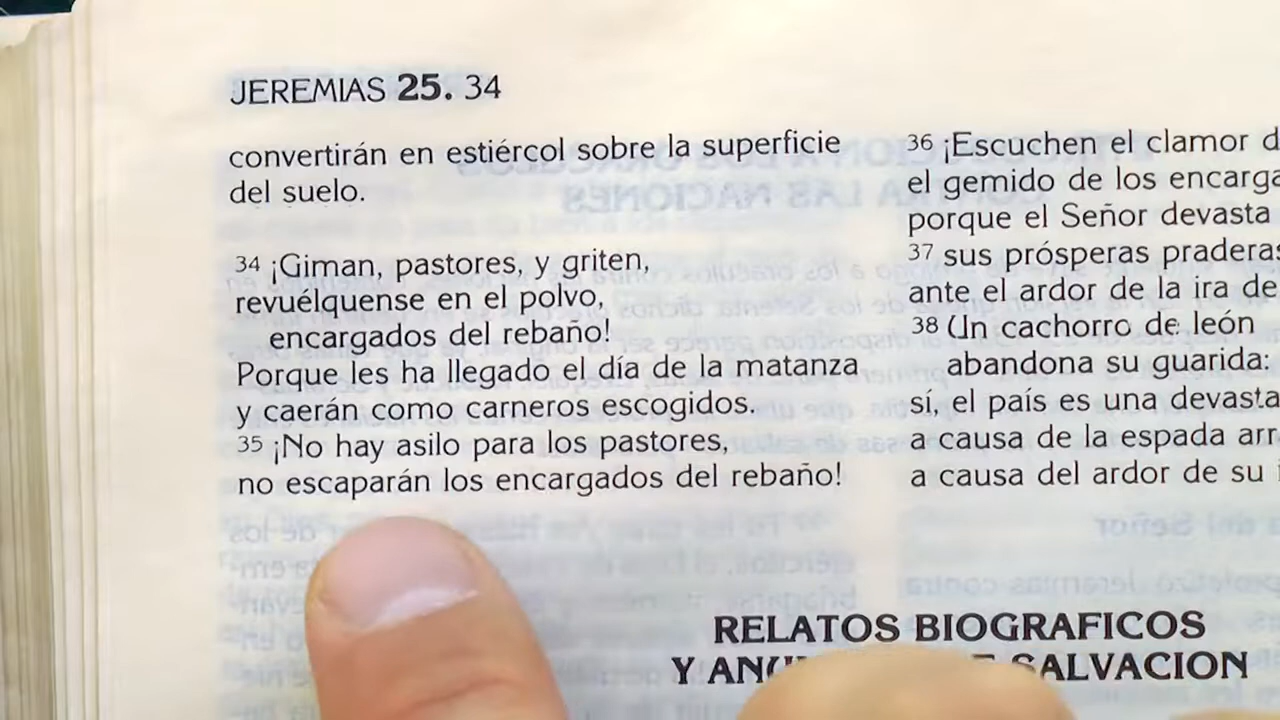 JEREMIAS 25. 34
convertirán en estiércol sobre la superficie
del suelo.
34 ¡Giman, pastores, y griten,
revuélquense en el polvo,
encargados del rebaño!
Porque les ha llegado el día de la matanza
y caerán como carneros escogidos.
35 ¡No hay asilo para los pastores,
no escaparán los encargados del rebaño!
36 ¡Escuchen el clamor
el gemido de los
porque el Señor devasta
37 sus prósperas praderas
ante el ardor de la ira de
38 Un cachorro de león
abandona su guarida:
sí, el país es una
a causa de la espada
a causa del ardor de su
RELATOS BIOGRAFICOS
Y SALVACION